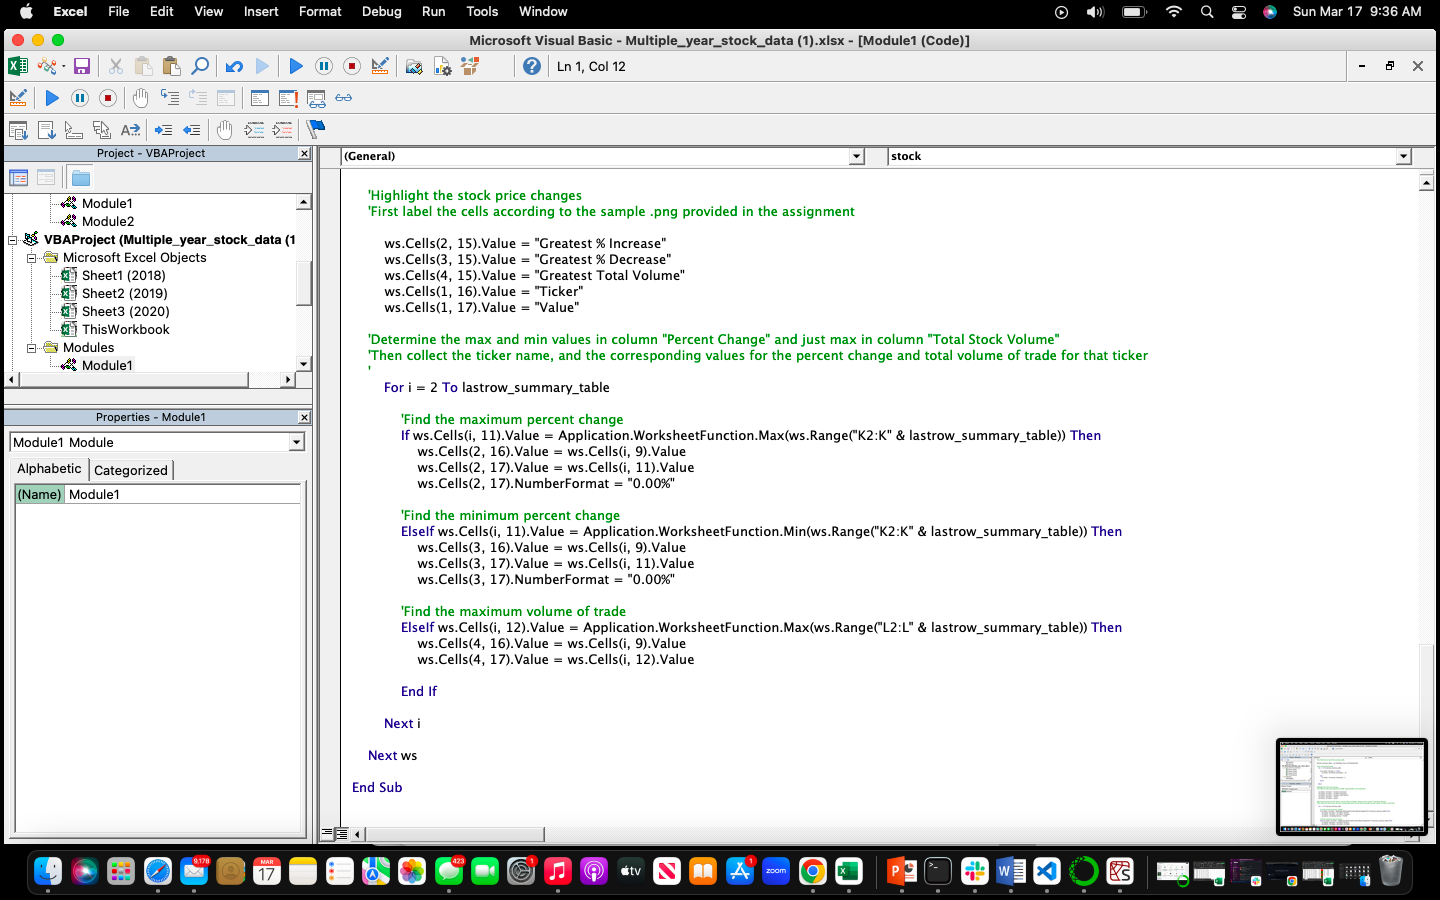 Excel File Edit View Insert Format Debug Run Tools Window Sun Mar 17 9:36 AM
Microsoft Visual Basic - Multiple_year_stock_data (1).xlsx - [Module1 (Code)]
Ln 1, Col 12
Project - VBAProject
(General)
stock
Module1
Module2
VBAProject (Multiple_year_stock_data (1
Microsoft Excel Objects
Sheet1 (2018)
Sheet2 (2019)
Sheet3 (2020)
ThisWorkbook
Modules
Module1
Properties - Module1
Module1 Module
Alphabetic Categorized
(Name) Module1
'Highlight the stock price changes
'First label the cells according to the sample .png provided in the assignment
ws.Cells(2, 15).Value = "Greatest % Increase"
ws.Cells(3, 15).Value = "Greatest % Decrease"
ws.Cells(4, 15).Value = "Greatest Total Volume"
ws.Cells(1, 16).Value = "Ticker"
ws.Cells(1, 17).Value = "Value"
'Determine the max and min values in column "Percent Change" and just max in column "Total Stock Volume"
'Then collect the ticker name, and the corresponding values for the percent change and total volume of trade for that ticker
'
For i = 2 To lastrow_summary_table
'Find the maximum percent change
If ws.Cells(i, 11).Value = Application.WorksheetFunction.Max(ws.Range("K2:K" & lastrow_summary_table)) Then
ws.Cells(2, 16).Value = ws.Cells(i, 9).Value
ws.Cells(2, 17).Value = ws.Cells(i, 11).Value
ws.Cells(2, 17).NumberFormat = "0.00%"
'Find the minimum percent change
ElseIf ws.Cells(i, 11).Value = Application.WorksheetFunction.Min(ws.Range("K2:K" & lastrow_summary_table)) Then
ws.Cells(3, 16).Value = ws.Cells(i, 9).Value
ws.Cells(3, 17).Value = ws.Cells(i, 11).Value
ws.Cells(3, 17).NumberFormat = "0.00%"
'Find the maximum volume of trade
ElseIf ws.Cells(i, 12).Value = Application.WorksheetFunction.Max(ws.Range("L2:L" & lastrow_summary_table)) Then
ws.Cells(4, 16).Value = ws.Cells(i, 9).Value
ws.Cells(4, 17).Value = ws.Cells(i, 12).Value
End If
Next i
Next ws
End Sub
9,178
MAR
17
423
1
tv
zoom
1